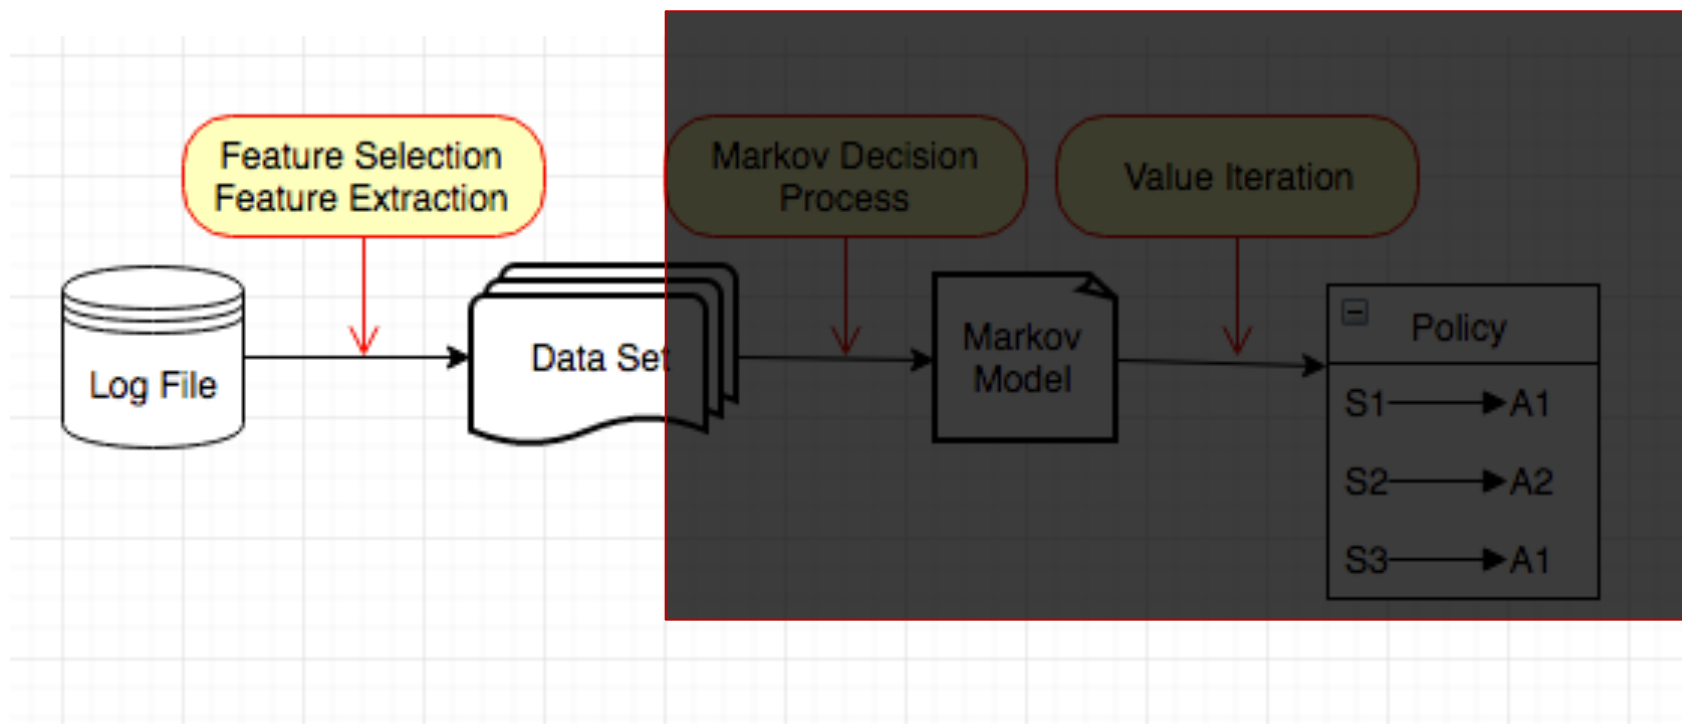 Feature Selection
Feature Extraction
Markov Decision
Process
Value Iteration
Log File
Data Set
Markov
Model
Policy
S1 A1
S2 A2
S3 A1